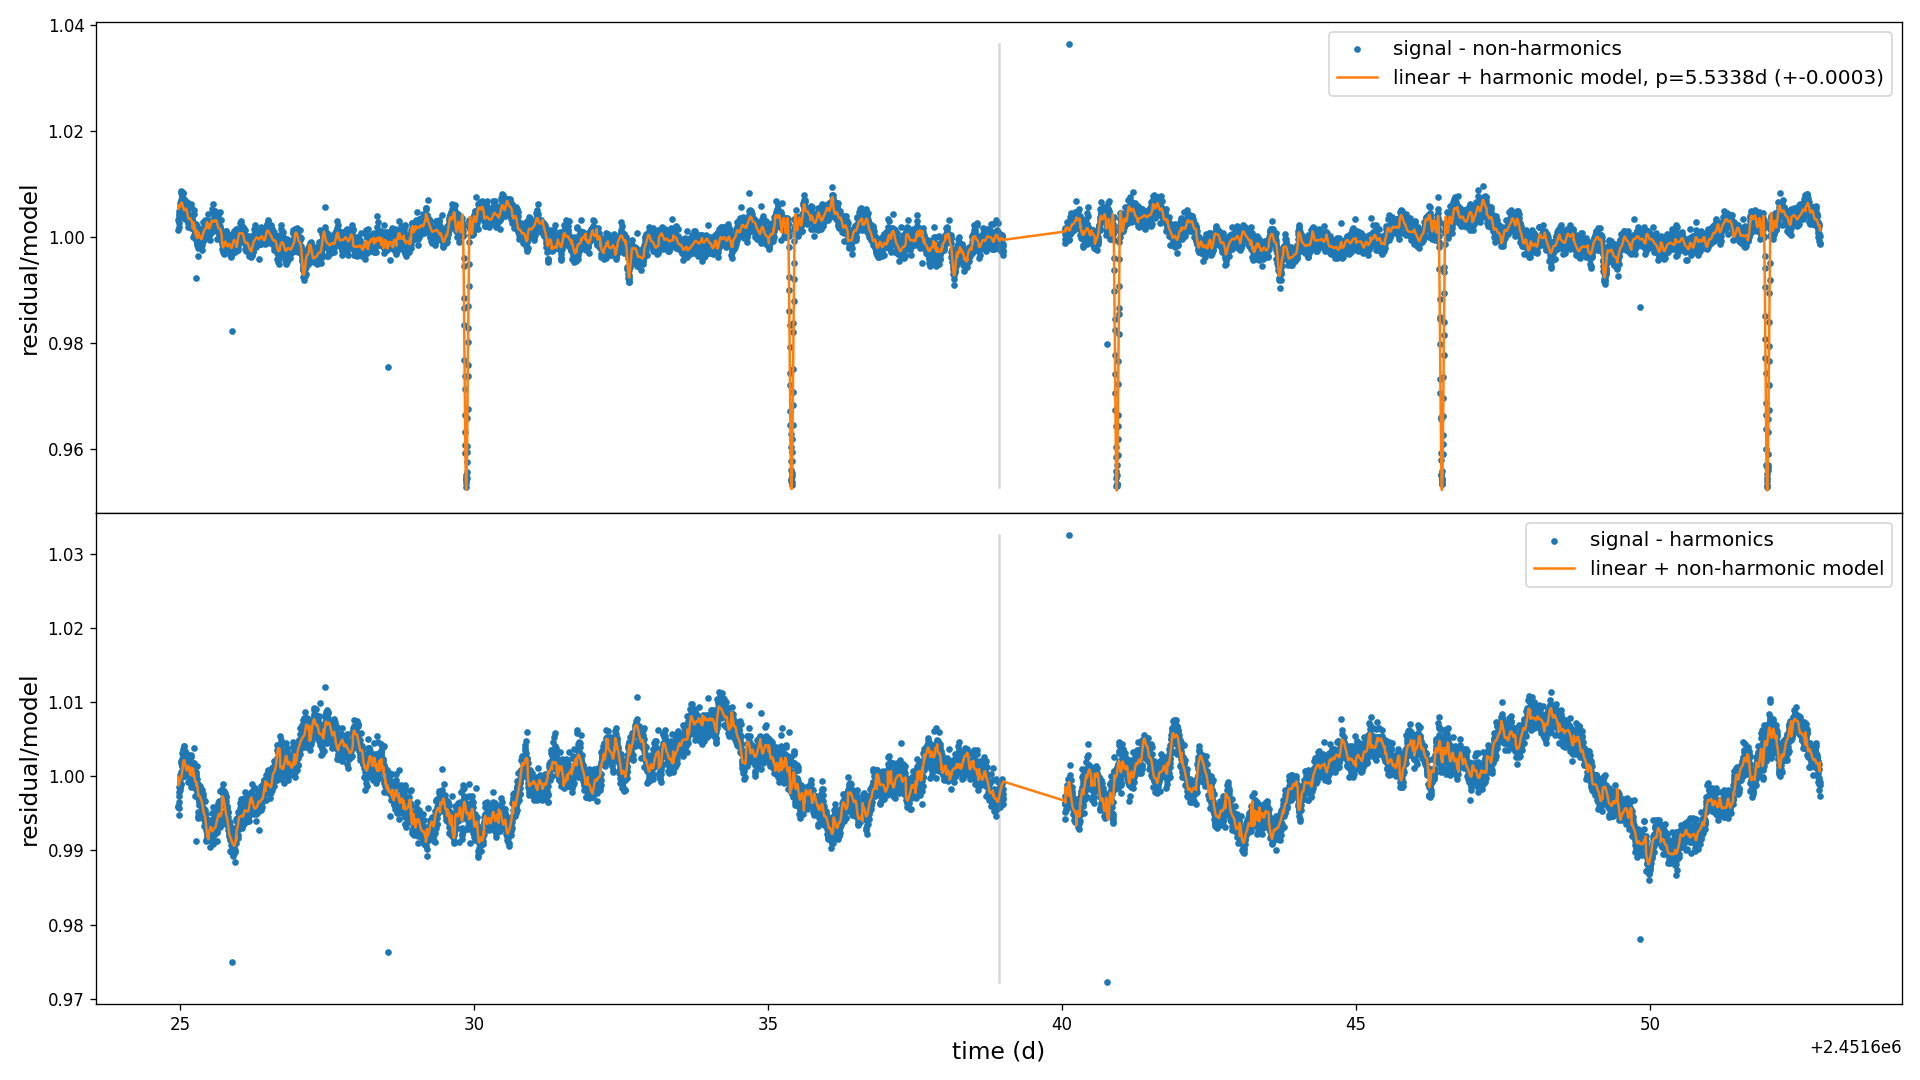 1.04
1.02
1.00
0.98
0.96
residual/model
signal - non-harmonics
linear + harmonic model, p=5.5338d (+-0.0003)
1.03
1.02
1.01
1.00
0.99
0.98
0.97
residual/model
signal - harmonics
linear + non-harmonic model
25 30 35 40 45 50
time (d)
+2.4516e6